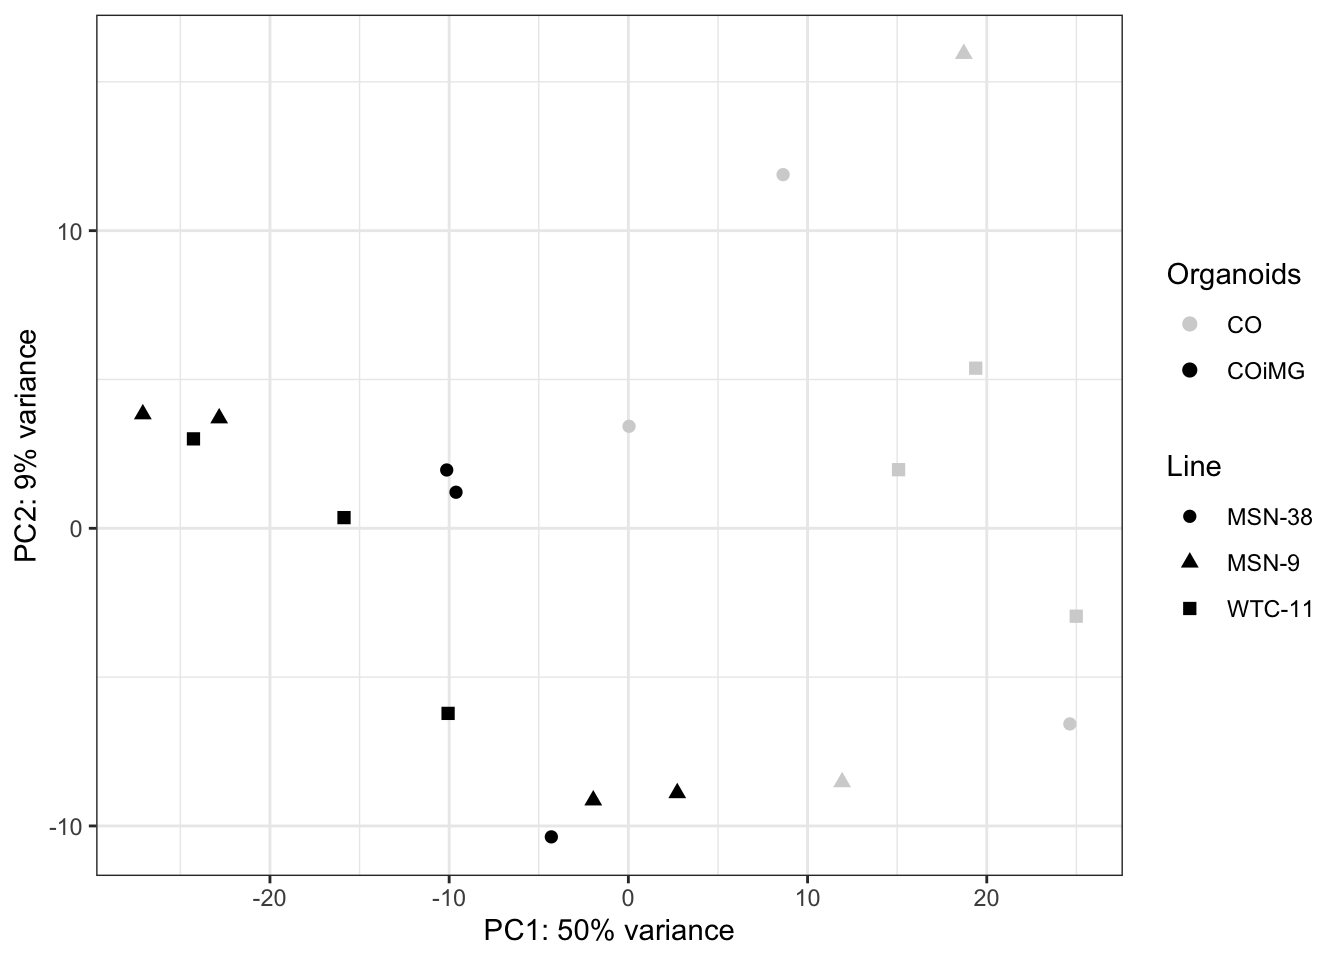 PC2: 9% variance
10
0
-10
-20
-10
0
10
20
PC1: 50% variance
Organoids
CO
COiMG
Line
MSN-38
MSN-9
WTC-11